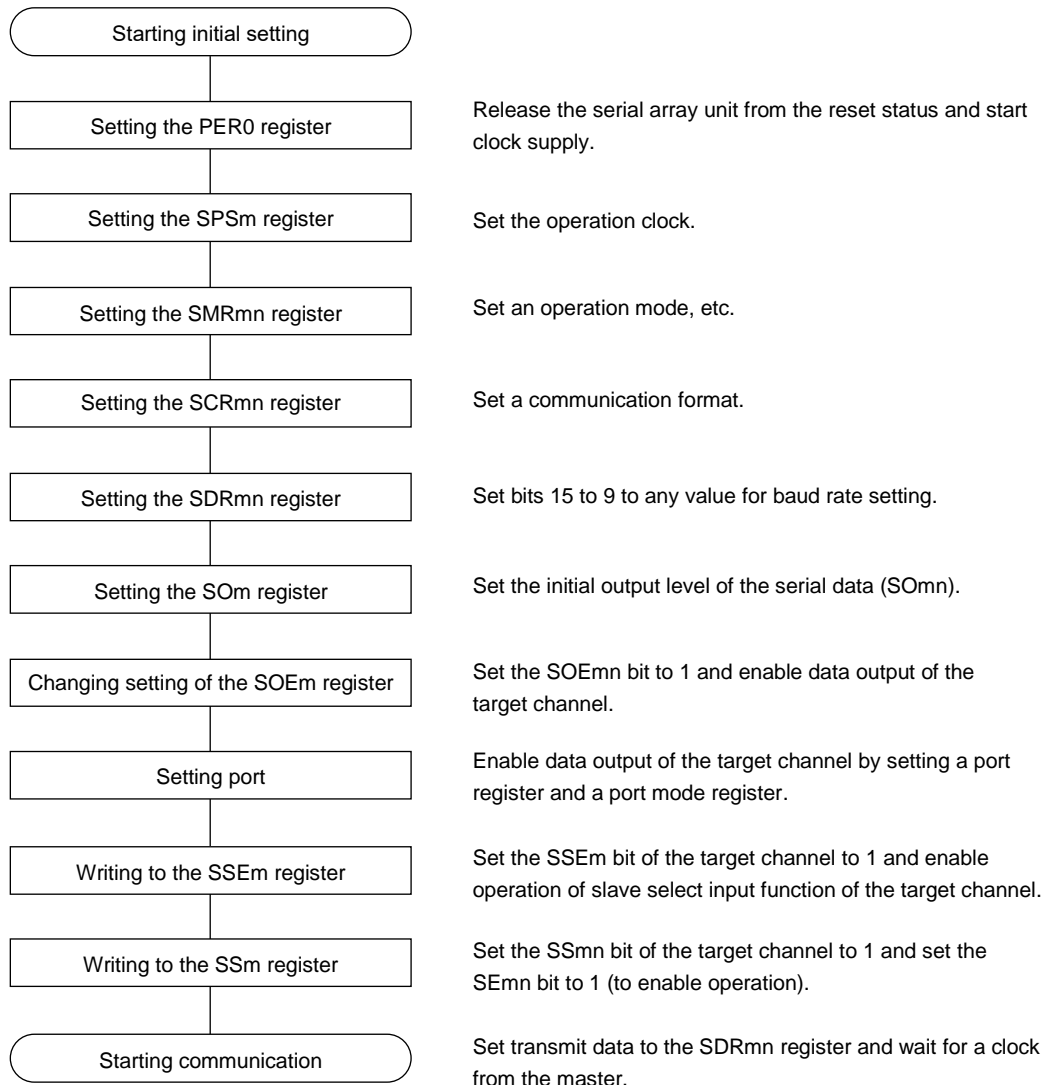 Starting initial setting
Setting the PER0 register
Release the serial array unit from the reset status and start
clock supply.
Setting the SPSm register
Set the operation clock.
Setting the SMRmn register
Set an operation mode, etc.
Setting the SCRmn register
Set a communication format.
Setting the SDRmn register
Set bits 15 to 9 to any value for baud rate setting.
Setting the SOm register
Set the initial output level of the serial data (SOmn).
Changing setting of the SOEm register
Set the SOEmn bit to 1 and enable data output of the
target channel.
Setting port
Enable data output of the target channel by setting a port
register and a port mode register.
Writing to the SSEm register
Set the SSEm bit of the target channel to 1 and enable
operation of slave select input function of the target channel.
Writing to the SSm register
Set the SSmn bit of the target channel to 1 and set the
SEmn bit to 1 (to enable operation).
Starting communication
Set transmit data to the SDRmn register and wait for a clock
from the master.